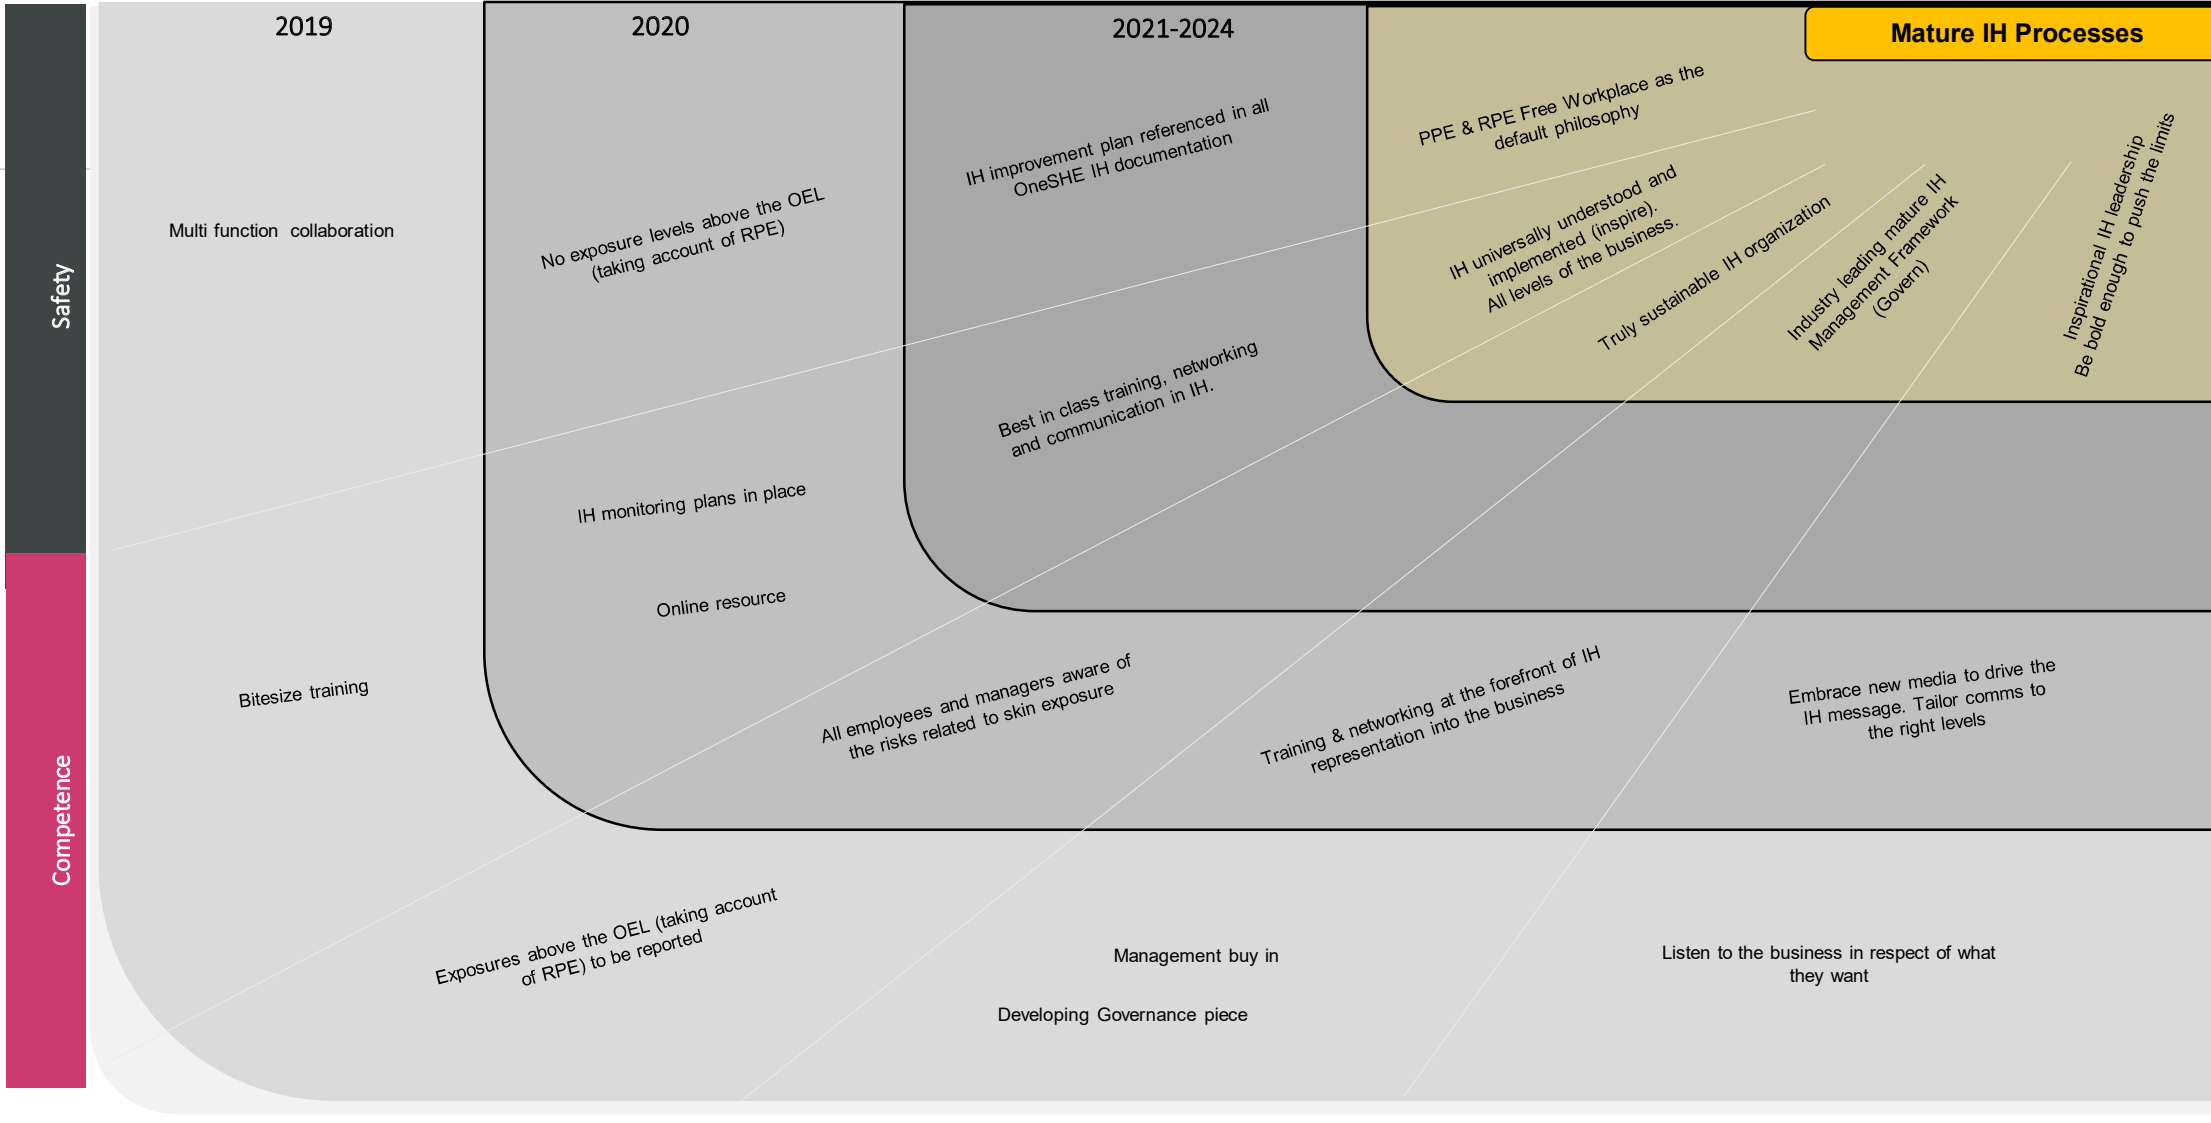 2019
2020
2021-2024
Mature IH Processes
Safety
Competence
Multi function collaboration
No exposure levels above the OEL
(taking account of RPE)
IH improvement plan referenced in all
OneSHE IH documentation
PPE & RPE Free Workplace as the
default philosophy
IH universally understood and
implemented (inspire).
All levels of the business.
Truly sustainable IH organization
Industry leading mature IH
Management Framework
(Govern)
Inspirational IH leadership
Be bold enough to push the limits
Best in class training, networking
and communication in IH.
IH monitoring plans in place
Online resource
Bitesize training
All employees and managers aware of
the risks related to skin exposure
Training & networking at the forefront of IH
representation into the business
Embrace new media to drive the
IH message. Tailor comms to
the right levels
Exposures above the OEL (taking account
of RPE) to be reported
Management buy in
Developing Governance piece
Listen to the business in respect of what
they want